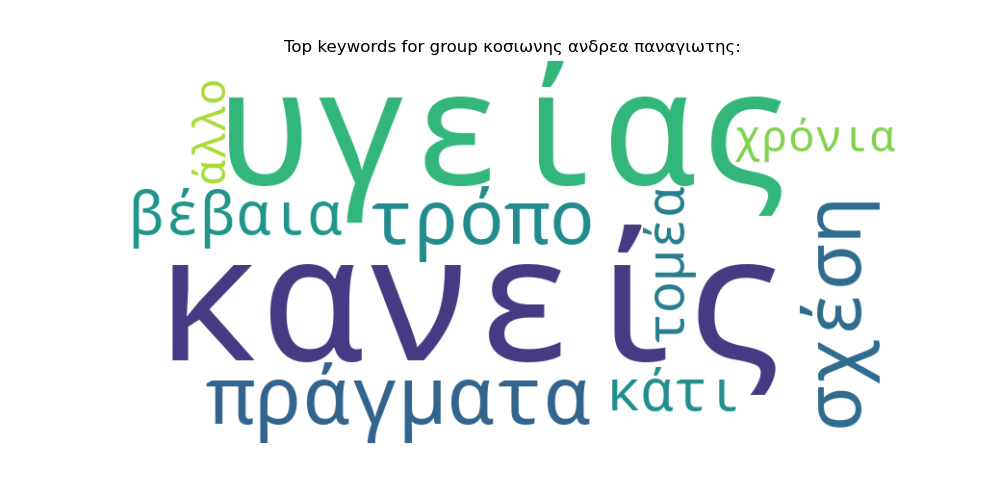 Top keywords for group κοσιωνης ανδρεα παναγιωτης:
άλλο
υγείας
χρόνια
βέβαια
τρόπο
τομέα
σχέση
κανείς
πράγματα
κάτι